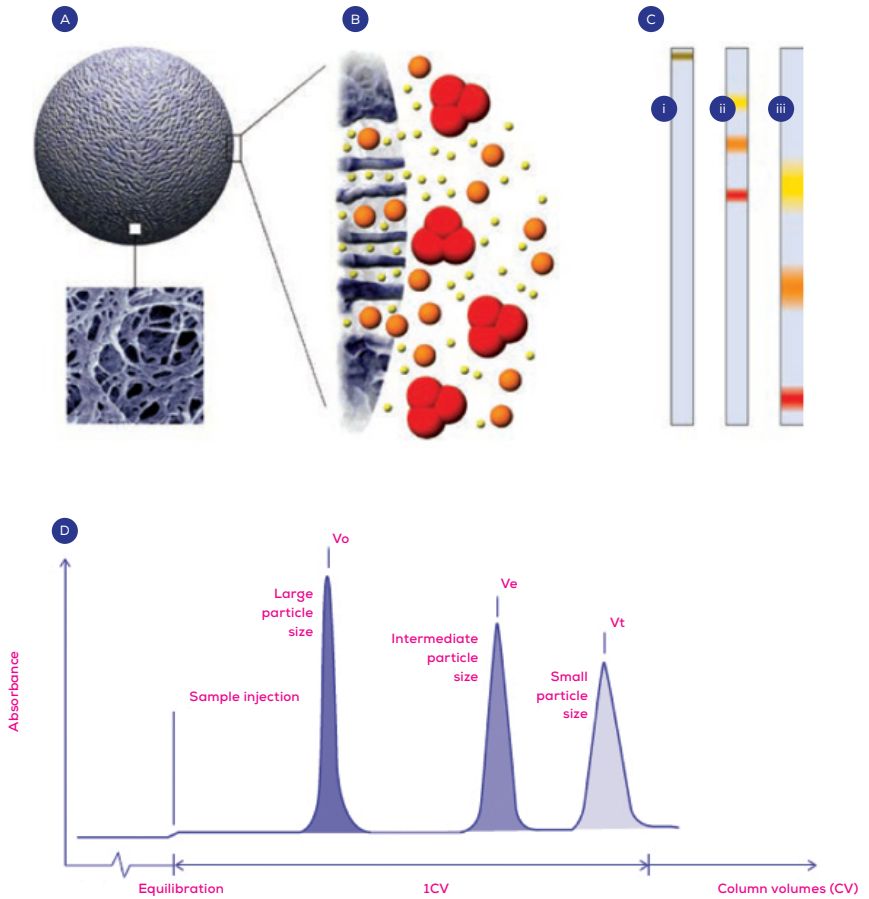 A
B
C
i
ii
iii
D
Vo
Large
particle
size
Ve
Intermediate
particle
size
Vt
Small
particle
size
Sample injection
Absorbance
Equilibration
1CV
Column volumes (CV)